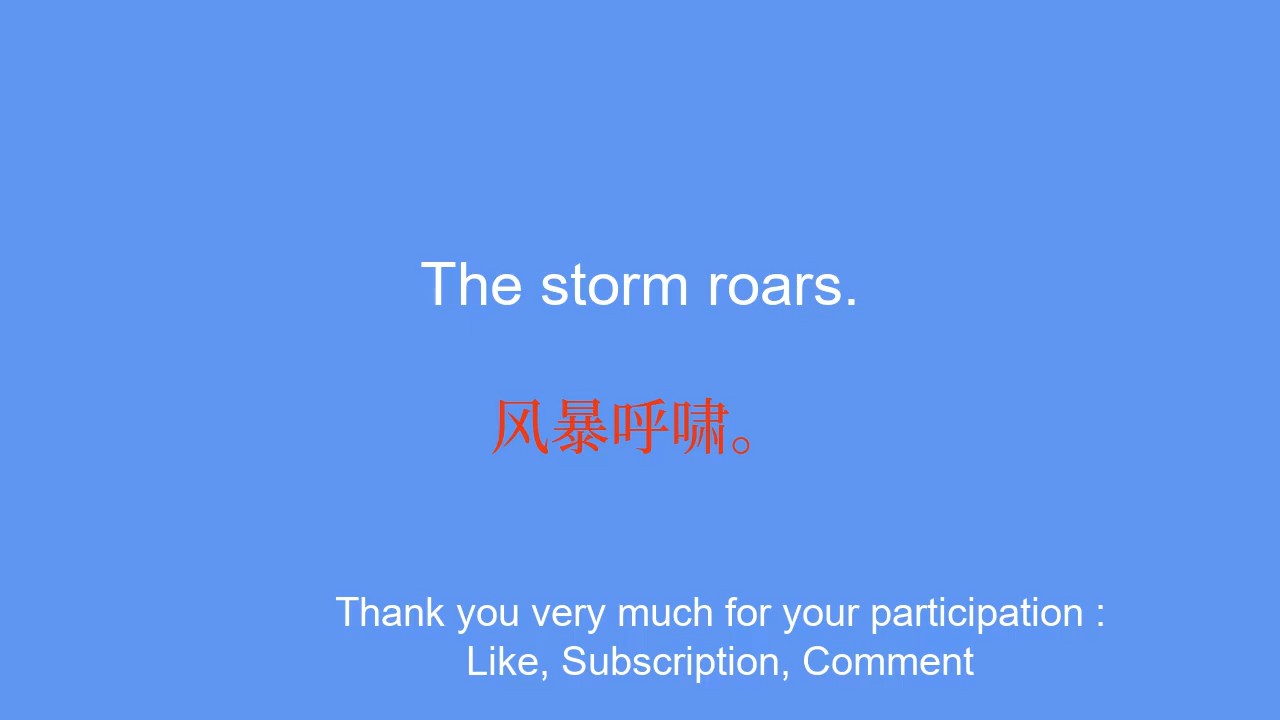 The storm roars.
风暴呼啸。
Thank you very much for your participation :
Like, Subscription, Comment